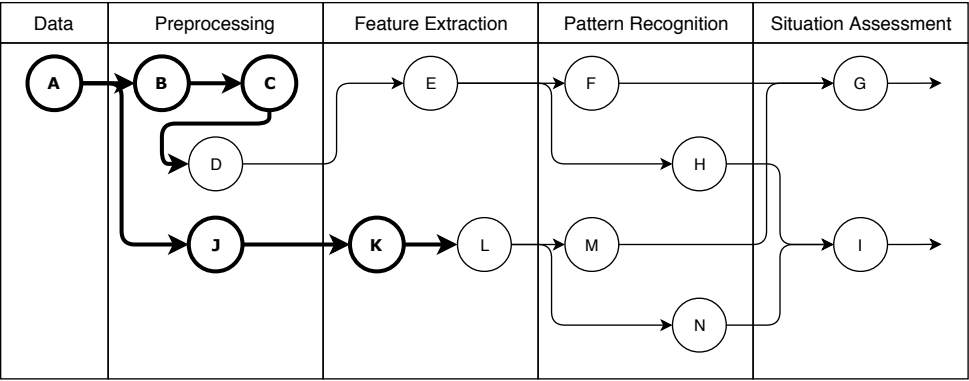 Data Preprocessing Feature Extraction Pattern Recognition Situation Assessment
A B C E F G
D H
J K L M I
N